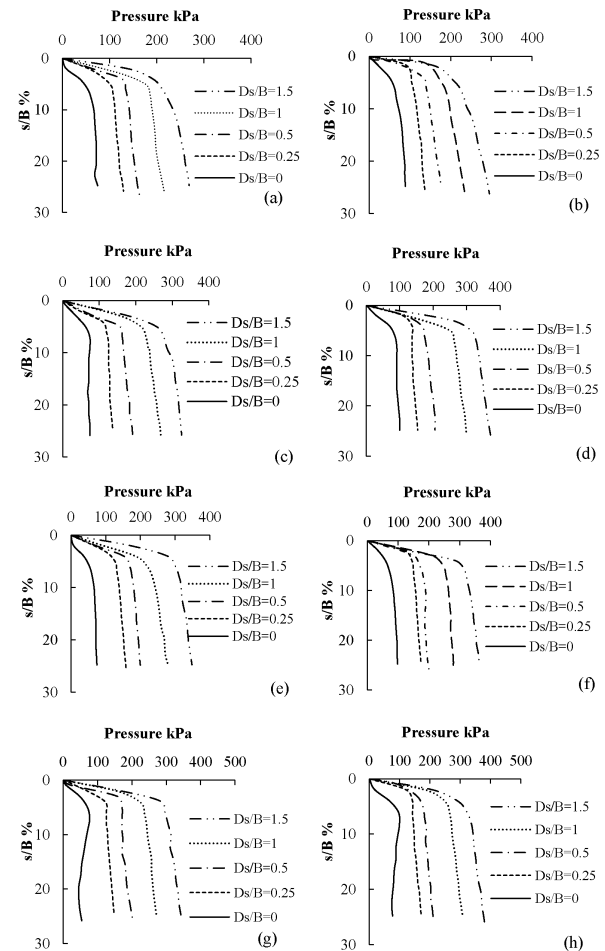 Pressure kPa
0 100 200 300 400
0
10
20
30
s/B %
Ds/B=1.5
Ds/B=1
Ds/B=0.5
Ds/B=0.25
Ds/B=0
(a)
Pressure kPa
0 100 200 300 400
0
10
20
30
s/B %
Ds/B=1.5
Ds/B=1
Ds/B=0.5
Ds/B=0.25
Ds/B=0
(b)
Pressure kPa
0 100 200 300 400
0
10
20
30
s/B %
Ds/B=1.5
Ds/B=1
Ds/B=0.5
Ds/B=0.25
Ds/B=0
(c)
Pressure kPa
0 100 200 300 400
0
10
20
30
s/B %
Ds/B=1.5
Ds/B=1
Ds/B=0.5
Ds/B=0.25
Ds/B=0
(d)
Pressure kPa
0 100 200 300 400
0
10
20
30
s/B %
Ds/B=1.5
Ds/B=1
Ds/B=0.5
Ds/B=0.25
Ds/B=0
(e)
Pressure kPa
0 100 200 300 400
0
10
20
30
s/B %
Ds/B=1.5
Ds/B=1
Ds/B=0.5
Ds/B=0.25
Ds/B=0
(f)
Pressure kPa
0 100 200 300 400 500
0
10
20
30
s/B %
Ds/B=1.5
Ds/B=1
Ds/B=0.5
Ds/B=0.25
Ds/B=0
(g)
Pressure kPa
0 100 200 300 400 500
0
10
20
30
s/B %
Ds/B=1.5
Ds/B=1
Ds/B=0.5
Ds/B=0.25
Ds/B=0
(h)